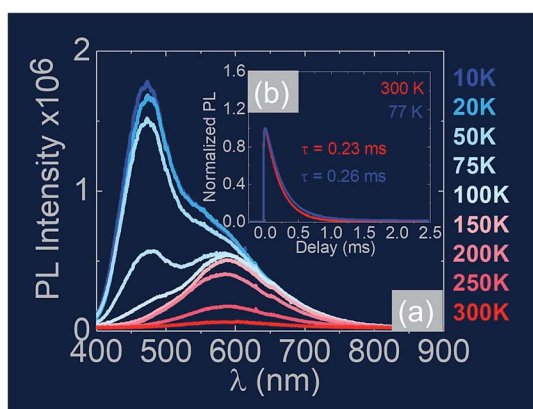 PL Intensity x10⁶
2
1
0
400 500 600 700 800 900
λ (nm)
(a)
(b)
Normalized PL
1.6
1.2
0.8
0.4
0.0
0.0 0.5 1.0 1.5 2.0 2.5
Delay (ms)
300 K
77 K
τ = 0.23 ms
τ = 0.26 ms
10K
20K
50K
75K
100K
150K
200K
250K
300K